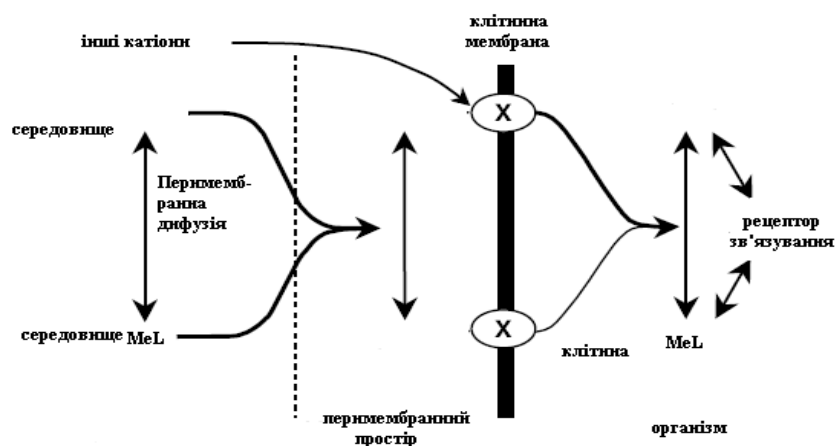 інші катіони
клітинна
мембрана
середовище
Перимемб-
ранна
дифузія
X
рецептор
зв'язування
середовище MeL
X
клітина
MeL
перимембранний
простір
організм